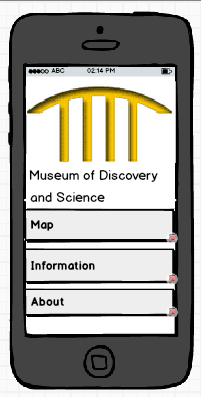 ABC 02:14 PM
Museum of Discovery
and Science
Map
Information
About